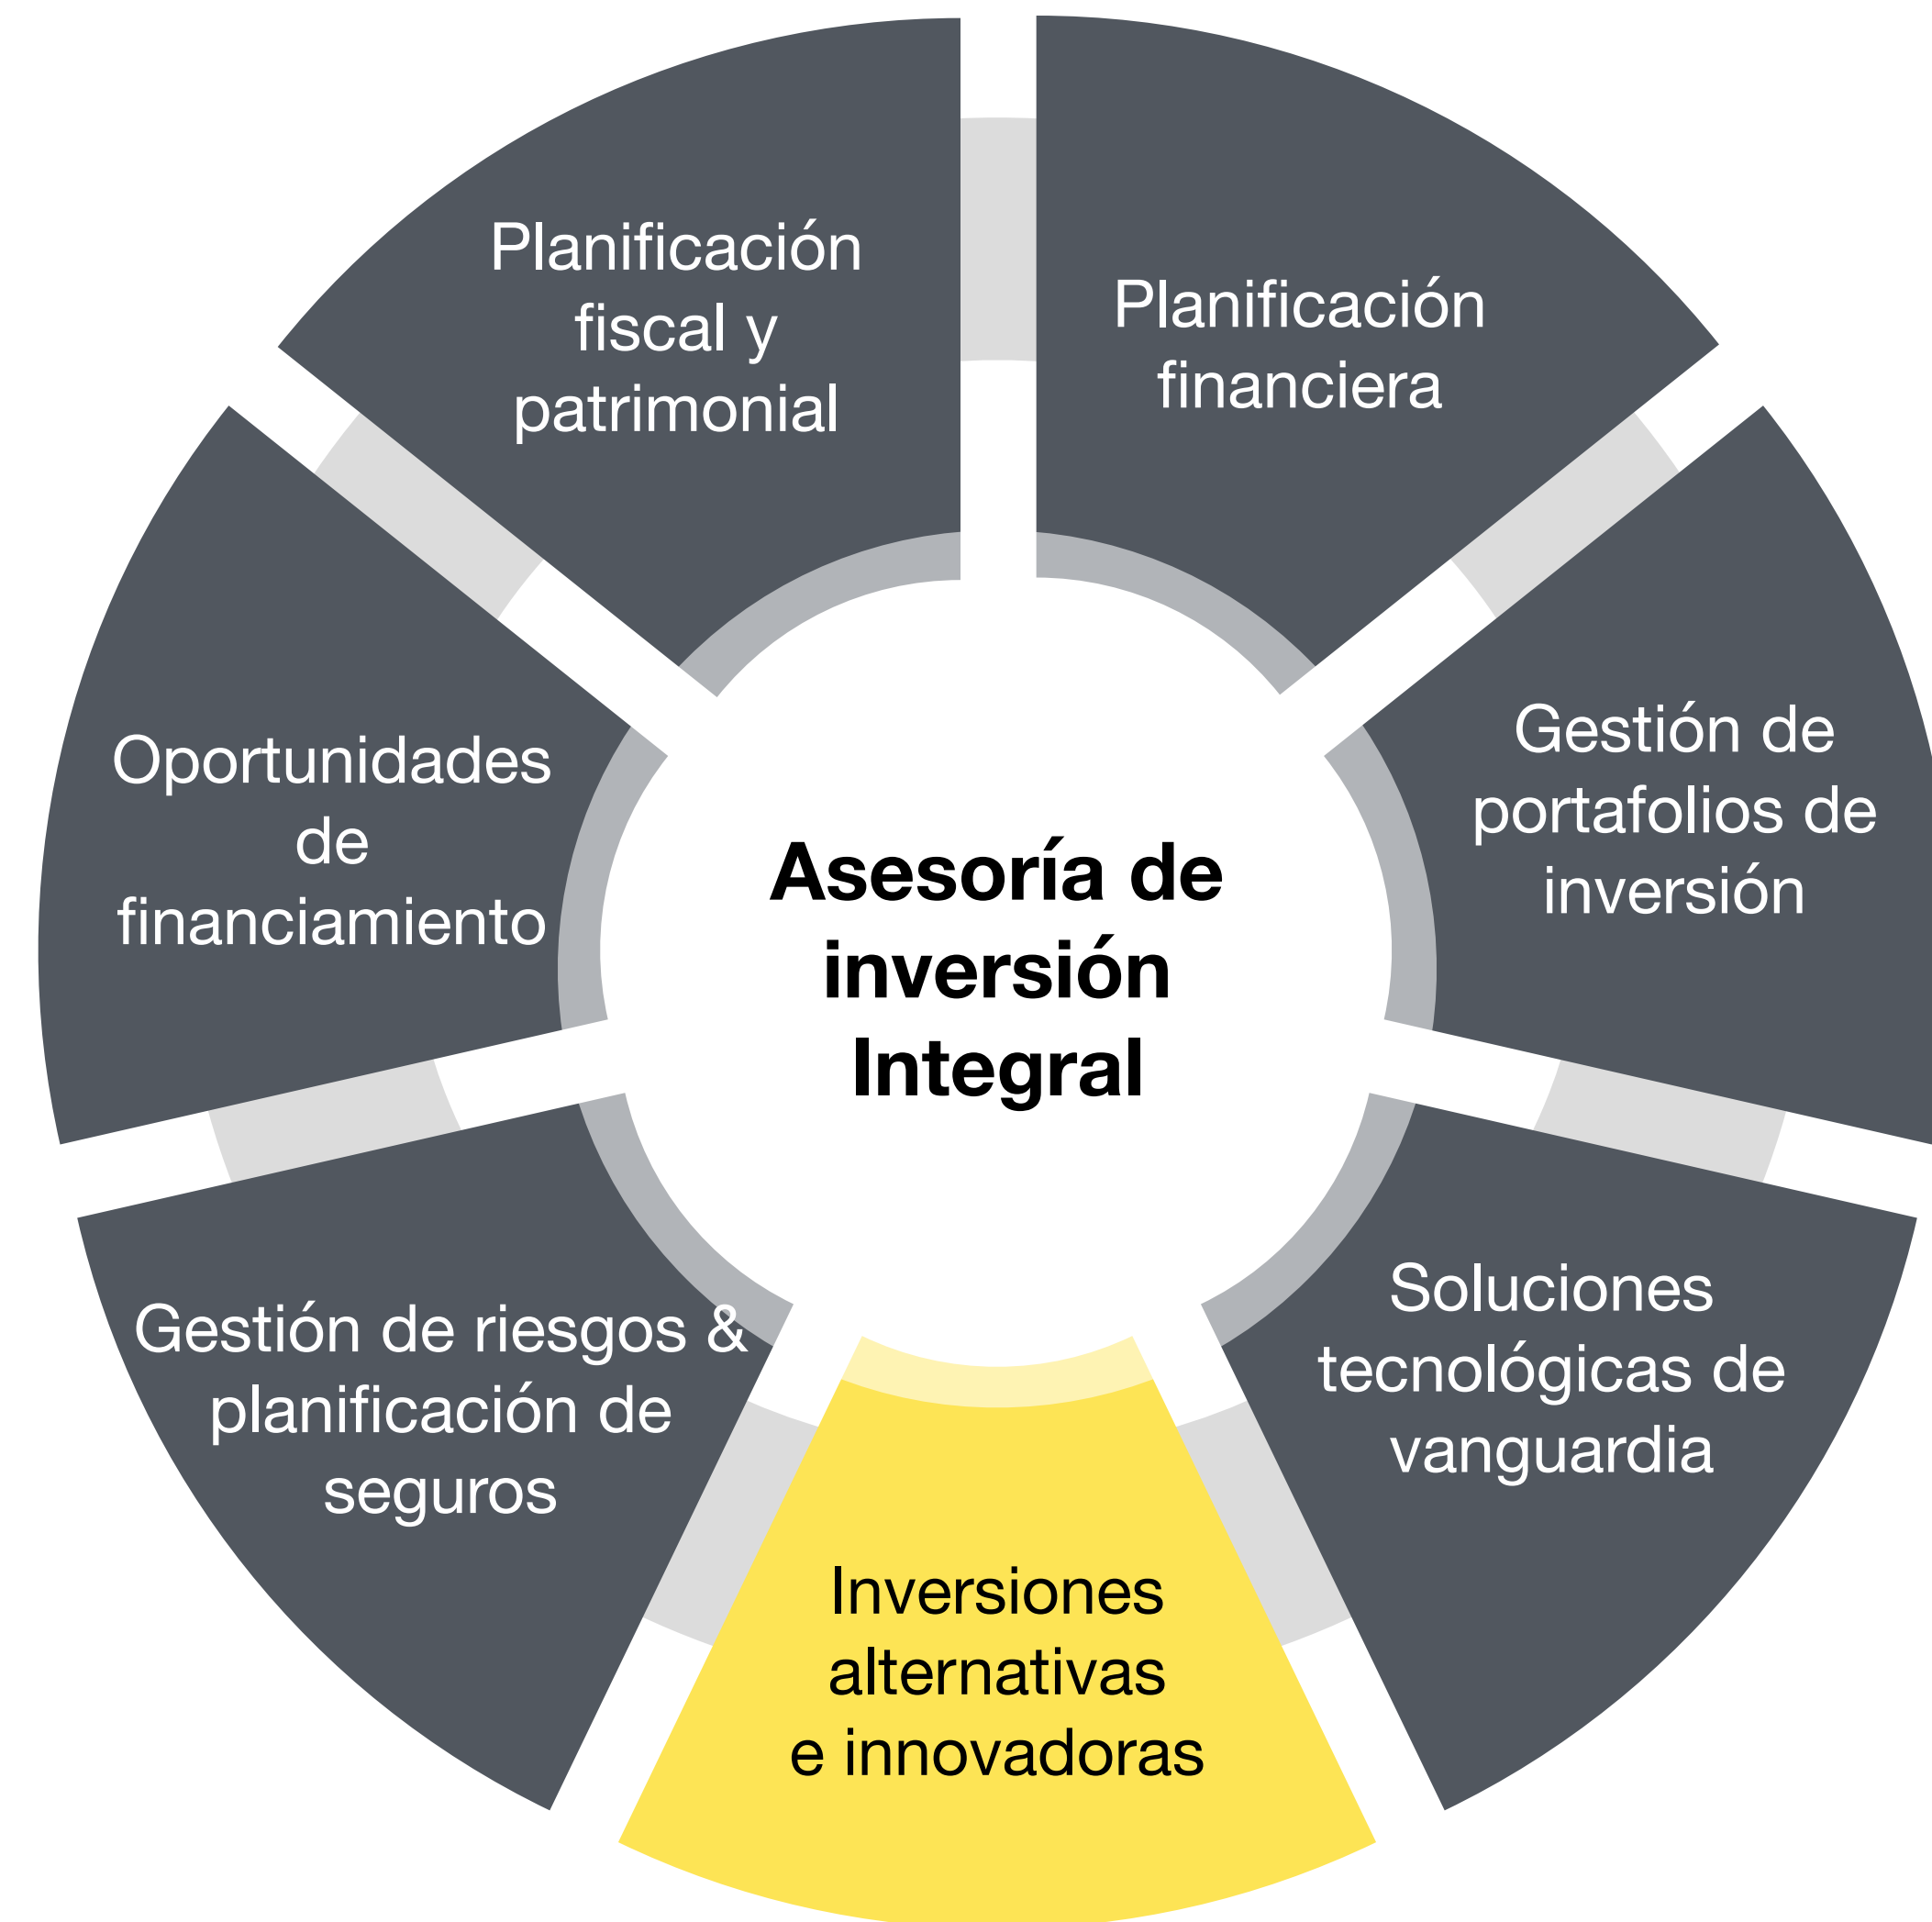 Planificación
fiscal y
patrimonial
Planificación
financiera
Gestión de
portafolios de
inversión
Oportunidades
de
financiamiento
Asesoría de
inversión
Integral
Soluciones
tecnológicas de
vanguardia
Gestión de riesgos &
planificación de
seguros
Inversiones
alternativas
e innovadoras